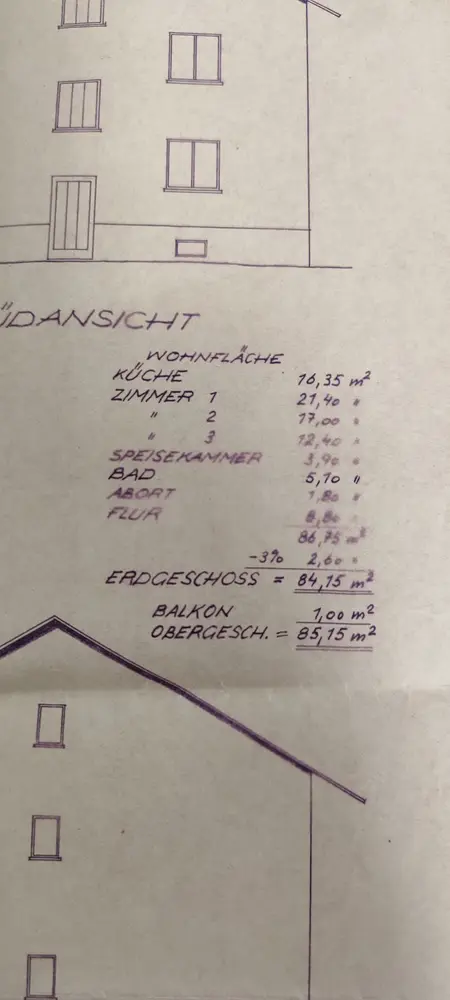 ÜDANSICHT
WOHNFLÄCHE
KÜCHE 16,35 m²
ZIMMER 1 21,40 "
" 2 17,00 "
" 3 12,40 "
SPEISEKAMMER 3,90 "
BAD 5,10 "
ABORT 1,80 "
FLUR 8,80 "
86,75 m²
-3% 2,60 "
ERDGESCHOSS = 84,15 m²
BALKON 1,00 m²
OBERGESCH. = 85,15 m²